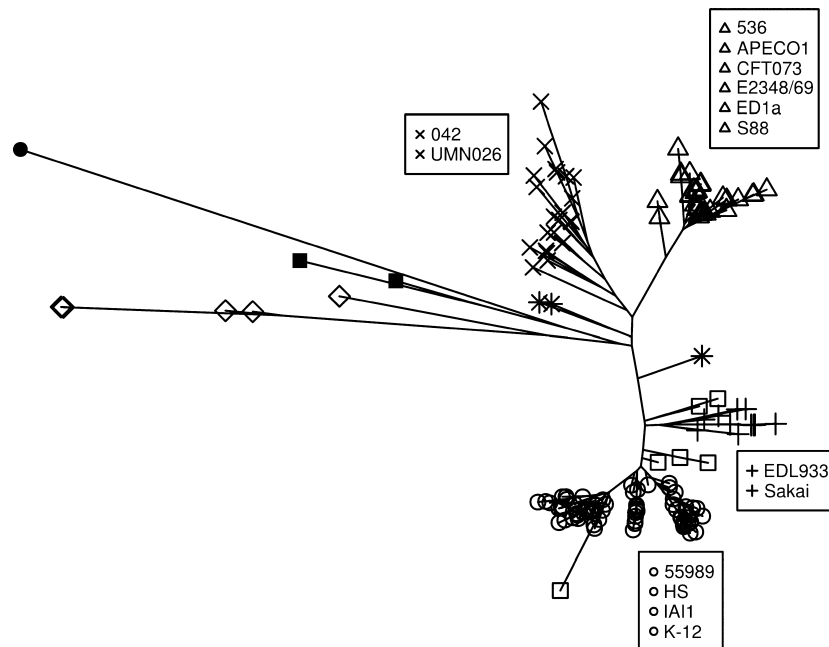 536
APECO1
CFT073
E2348/69
ED1a
S88
042
UMN026
EDL933
Sakai
55989
HS
IAI1
K-12